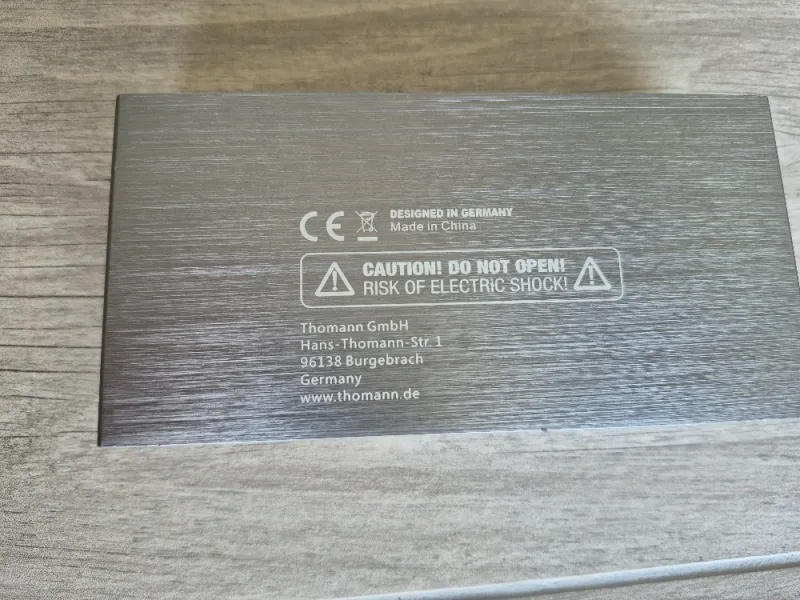 CE DESIGNED IN GERMANY
Made in China
CAUTION! DO NOT OPEN!
RISK OF ELECTRIC SHOCK!
Thomann GmbH
Hans-Thomann-Str. 1
96138 Burgebrach
Germany
www.thomann.de